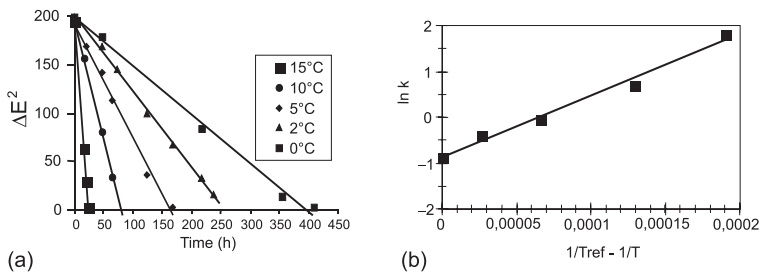 200
150
100
50
0
ΔE²
0 50 100 150 200 250 300 350 400 450
Time (h)
15°C
10°C
5°C
2°C
0°C
(a)
2
1
0
–1
–2
ln k
0 0,00005 0,0001 0,00015 0,0002
1/Tref - 1/T
(b)